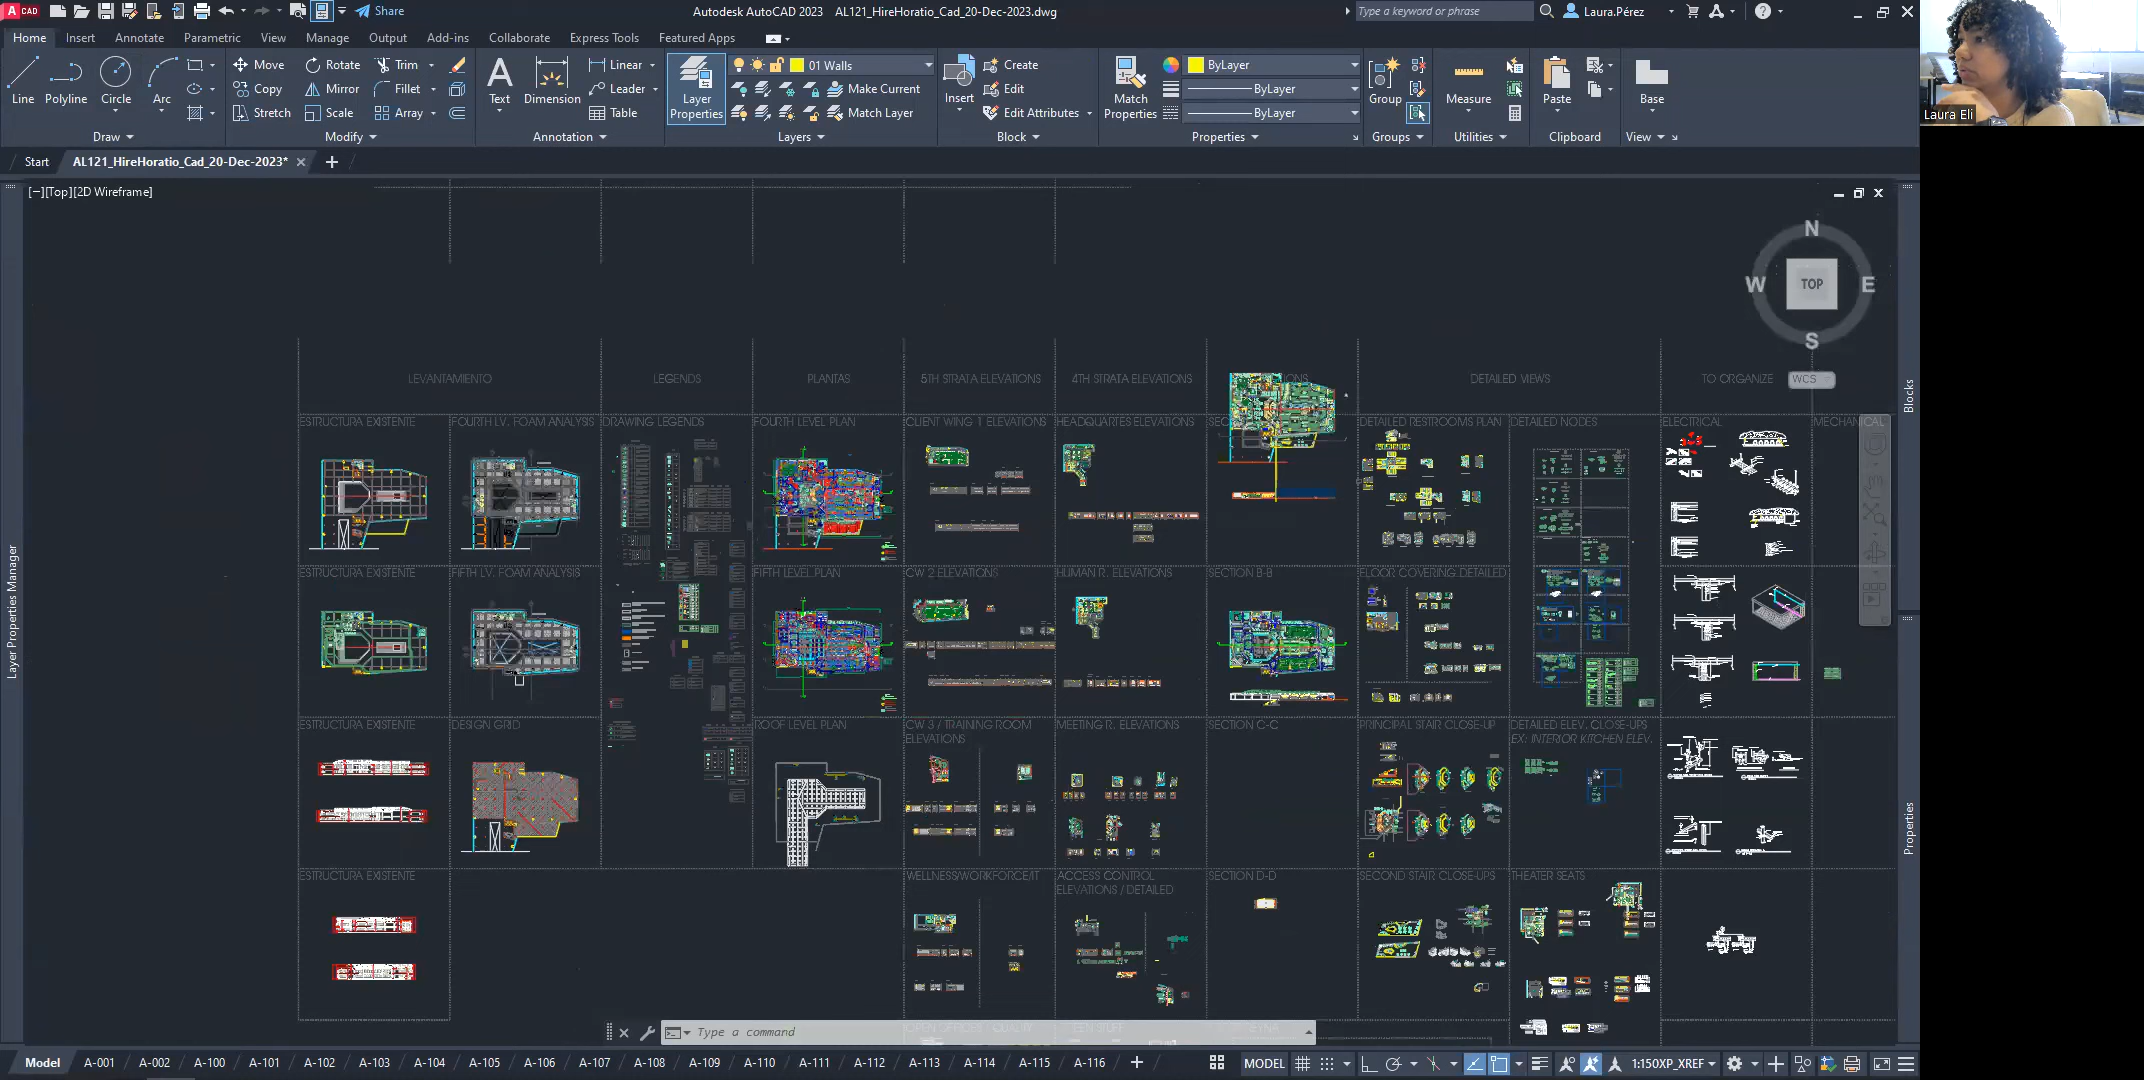 A CAD
Share
Autodesk AutoCAD 2023 AL121_HireHoratio_Cad_20-Dec-2023.dwg
Type a keyword or phrase
Laura.Pérez
Home Insert Annotate Parametric View Manage Output Add-ins Collaborate Express Tools Featured Apps
Line Polyline Circle Arc
Draw
Move Rotate Trim
Copy Mirror Fillet
Stretch Scale Array
Modify
Text Dimension
Linear
Leader
Table
Annotation
Layer Properties
01 Walls
Make Current
Match Layer
Layers
Insert
Create
Edit
Edit Attributes
Block
Match Properties
ByLayer
ByLayer
ByLayer
Properties
Group
Groups
Measure
Utilities
Paste
Clipboard
Base
View
Laura Eli
Start AL121_HireHoratio_Cad_20-Dec-2023*
[−][Top][2D Wireframe]
N
W TOP E
S
WCS
Layer Properties Manager
Blocks
Properties
LEVANTAMIENTO LEGENDS PLANTAS 5TH STRATA ELEVATIONS 4TH STRATA ELEVATIONS DETAILED VIEWS TO ORGANIZE
ESTRUCTURA EXISTENTE FOURTH LV. FOAM ANALYSIS DRAWING LEGENDS FOURTH LEVEL PLAN CLIENT WING 1 ELEVATIONS HEADQUARTES ELEVATIONS DETAILED RESTROOMS PLAN DETAILED NODES ELECTRICAL MECHANICAL
ESTRUCTURA EXISTENTE FIFTH LV. FOAM ANALYSIS FIFTH LEVEL PLAN CW 2 ELEVATIONS HUMAN R. ELEVATIONS SECTION B-B FLOOR COVERING DETAILED
ESTRUCTURA EXISTENTE DESIGN GRID ROOF LEVEL PLAN CW 3 / TRAINING ROOM ELEVATIONS MEETING R. ELEVATIONS SECTION C-C PRINCIPAL STAIR CLOSE-UP DETAILED ELEV. CLOSE-UPS
EX: INTERIOR KITCHEN ELEV.
ESTRUCTURA EXISTENTE WELLNESS/WORKFORCE/IT ACCESS CONTROL ELEVATIONS / DETAILED SECTION D-D SECOND STAIR CLOSE-UPS THEATER SEATS
Type a command
Model A-001 A-002 A-100 A-101 A-102 A-103 A-104 A-105 A-106 A-107 A-108 A-109 A-110 A-111 A-112 A-113 A-114 A-115 A-116
MODEL
1:150XP_XREF